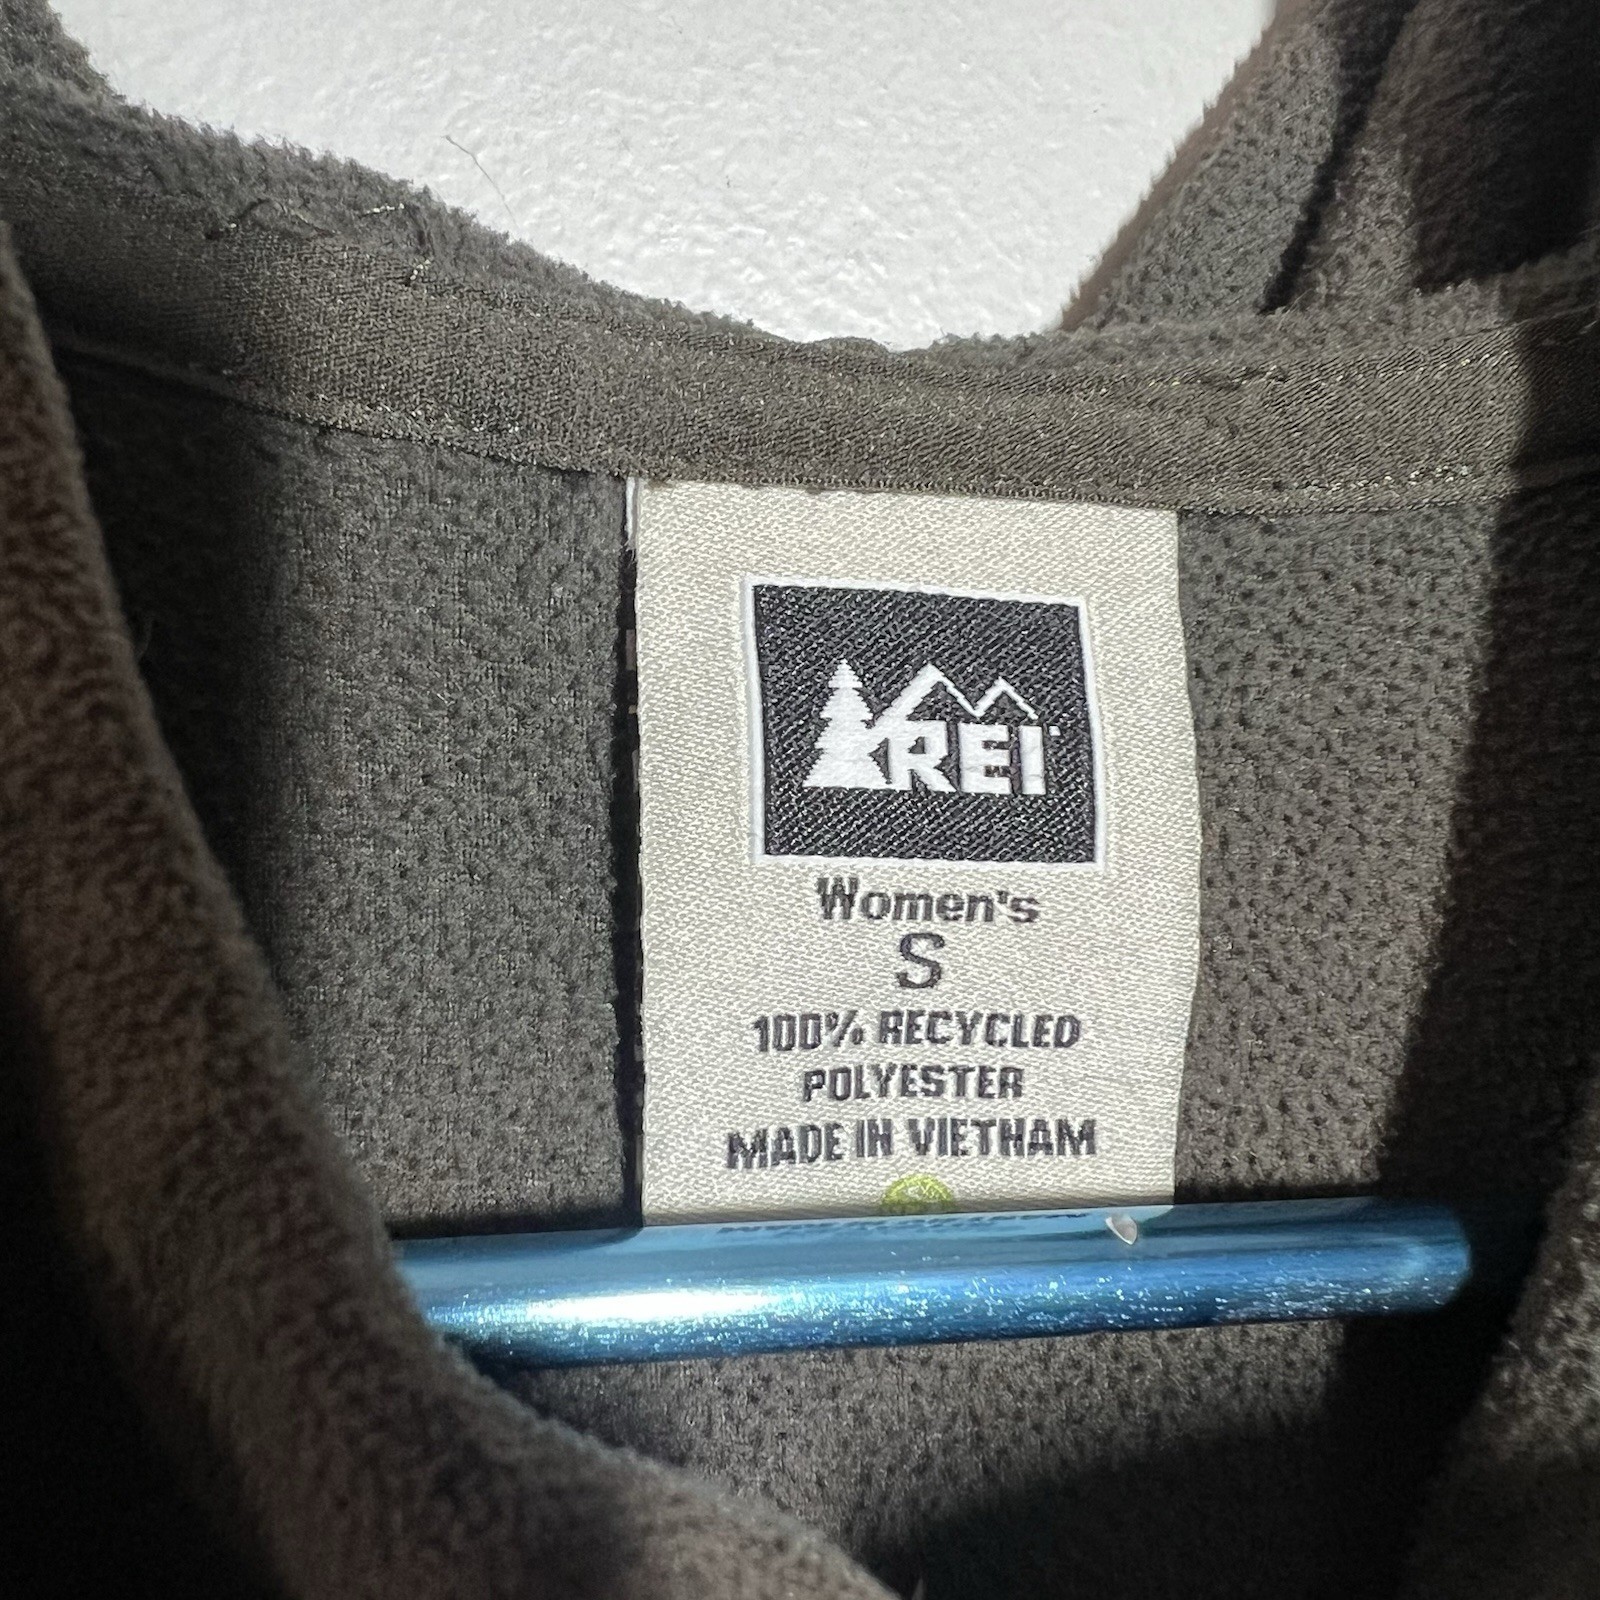 REI
Women's
S
100% RECYCLED
POLYESTER
MADE IN VIETNAM